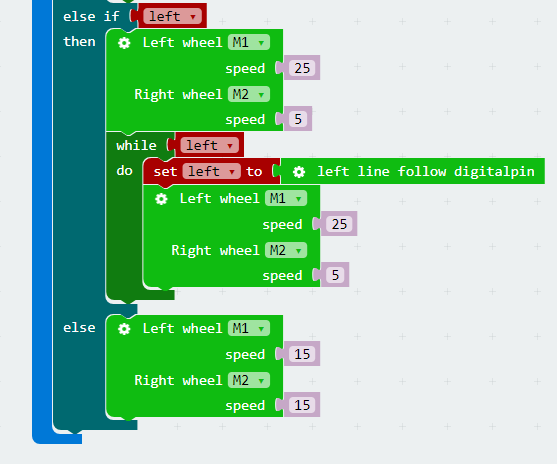 else if left
then Left wheel M1
speed 25
Right wheel M2
speed 5
while left
do set left to left line follow digitalpin
Left wheel M1
speed 25
Right wheel M2
speed 5
else Left wheel M1
speed 15
Right wheel M2
speed 15